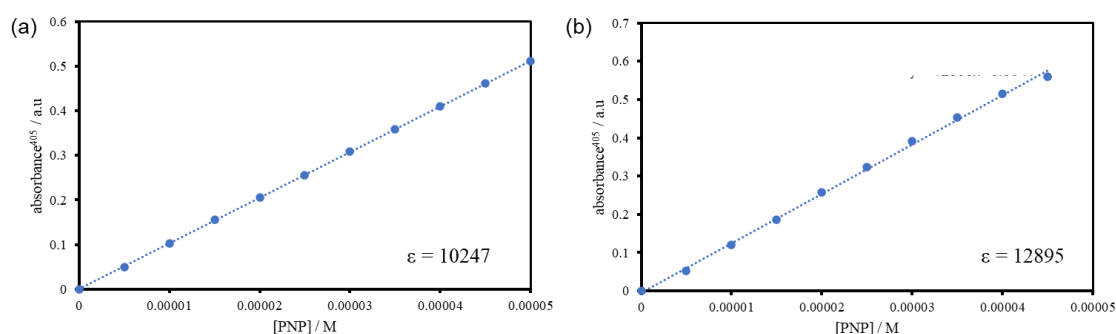 (a)
0.6
0.5
0.4
0.3
0.2
0.1
0
absorbance⁴⁰⁵ / a.u
0 0.00001 0.00002 0.00003 0.00004 0.00005
[PNP] / M
ε = 10247
(b)
0.7
0.6
0.5
0.4
0.3
0.2
0.1
0
absorbance⁴⁰⁵ / a.u
0 0.00001 0.00002 0.00003 0.00004 0.00005
[PNP] / M
ε = 12895